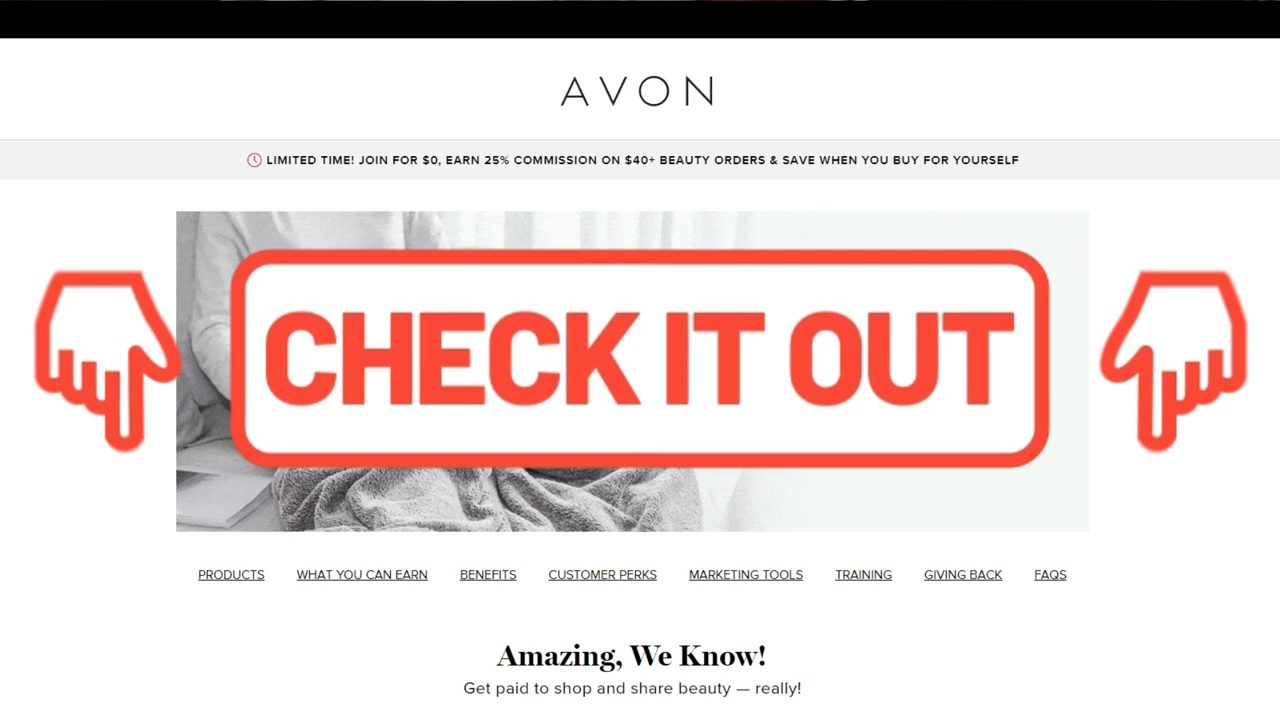 AVON
LIMITED TIME! JOIN FOR $0, EARN 25% COMMISSION ON $40+ BEAUTY ORDERS & SAVE WHEN YOU BUY FOR YOURSELF
CHECK IT OUT
PRODUCTS WHAT YOU CAN EARN BENEFITS CUSTOMER PERKS MARKETING TOOLS TRAINING GIVING BACK FAQS
Amazing, We Know!
Get paid to shop and share beauty — really!